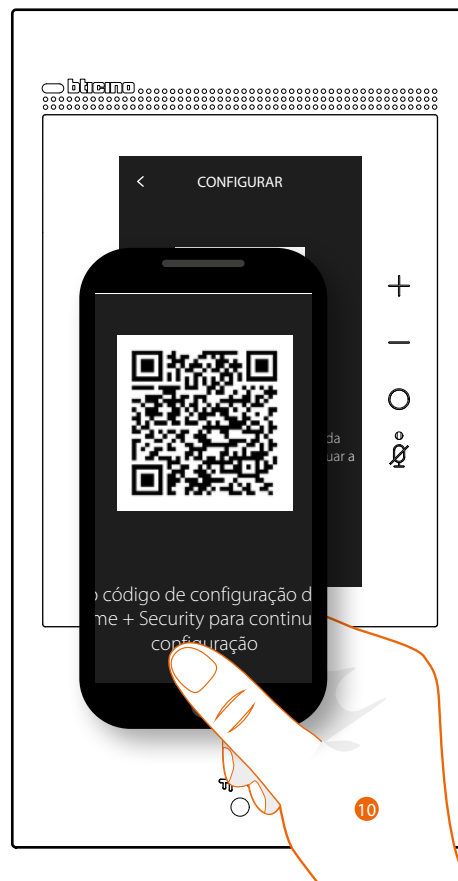 bticino
CONFIGURAR
da
uar a
o código de configuração d
me + Security para continu
configuração
10